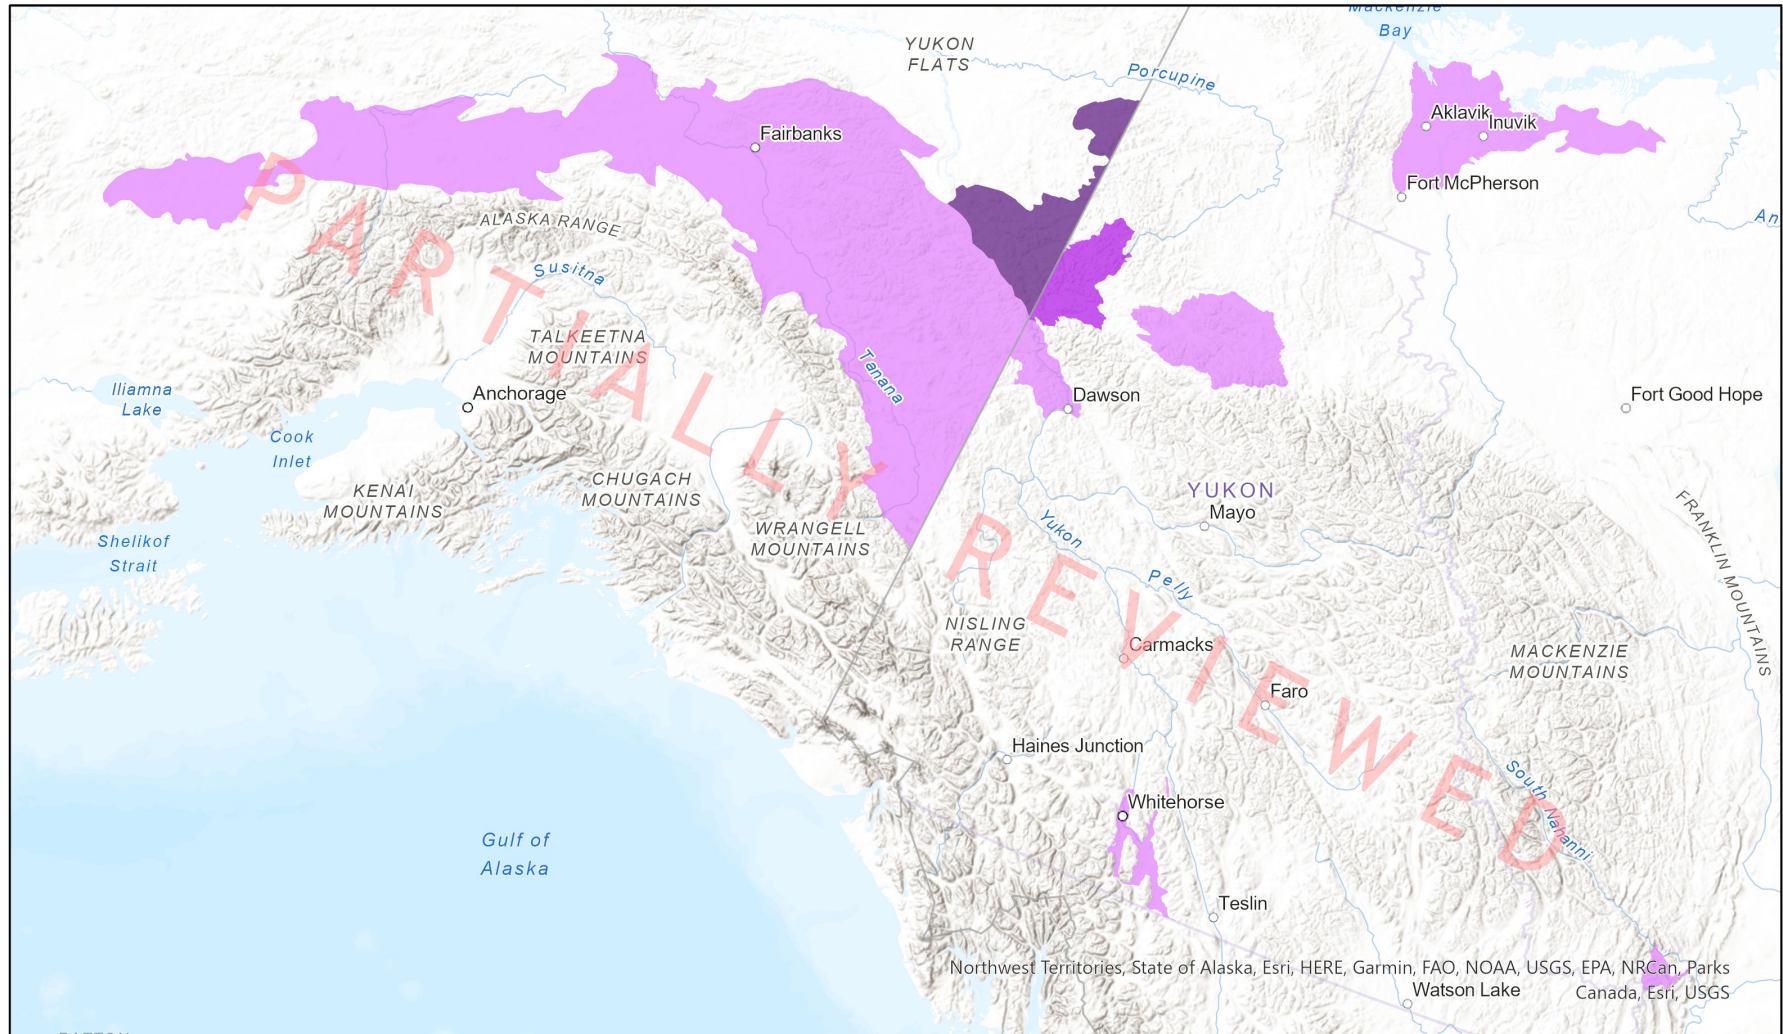 Mackenzie
Bay
YUKON
FLATS
Porcupine
Aklavik
Inuvik
Fairbanks
Fort McPherson
An
ALASKA RANGE
Susitna
TALKEETNA
MOUNTAINS
Tanana
Iliamna
Lake
Anchorage
Dawson
Fort Good Hope
Cook
Inlet
KENAI
MOUNTAINS
CHUGACH
MOUNTAINS
YUKON
Mayo
WRANGELL
MOUNTAINS
Yukon
Shelikof
Strait
Pelly
FRANKLIN MOUNTAINS
NISLING
RANGE
Carmacks
MACKENZIE
MOUNTAINS
Faro
Haines Junction
Whitehorse
South Nahanni
Gulf of
Alaska
Teslin
PARTIALLY REVIEWED
Northwest Territories, State of Alaska, Esri, HERE, Garmin, FAO, NOAA, USGS, EPA, NRCan, Parks
Canada, Esri, USGS
Watson Lake